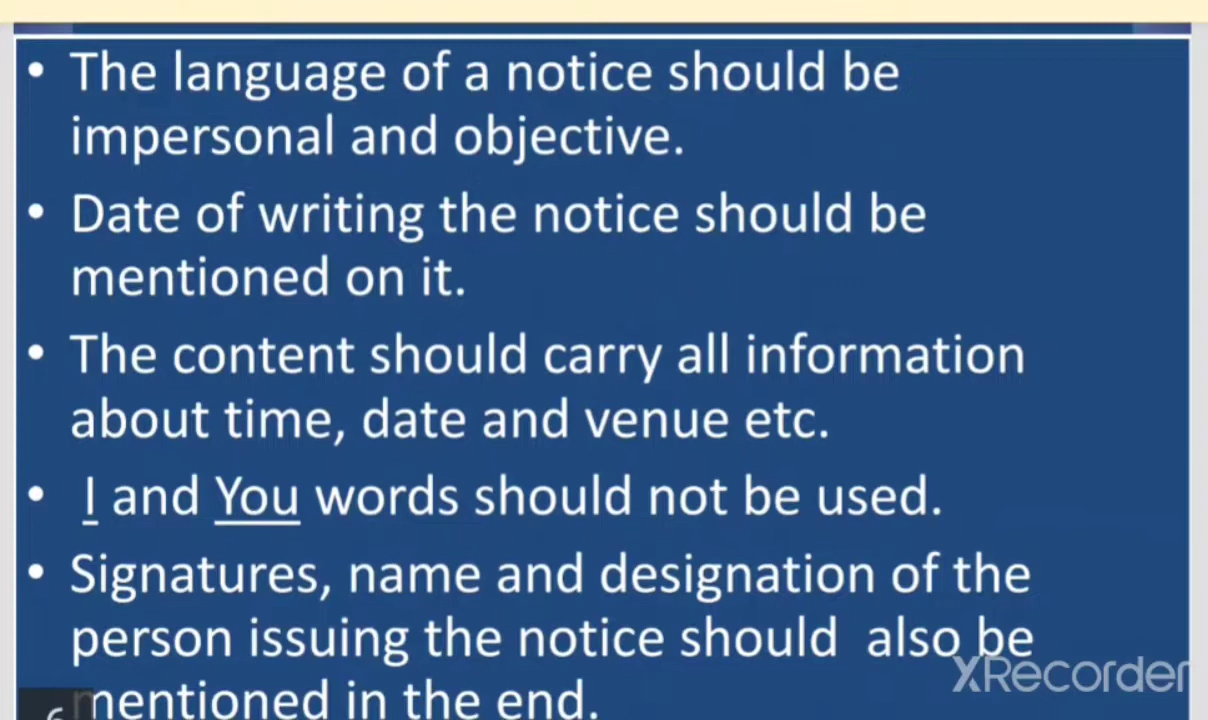 • The language of a notice should be
impersonal and objective.
• Date of writing the notice should be
mentioned on it.
• The content should carry all information
about time, date and venue etc.
• I and You words should not be used.
• Signatures, name and designation of the
person issuing the notice should also be
mentioned in the end.
XRecorder
6